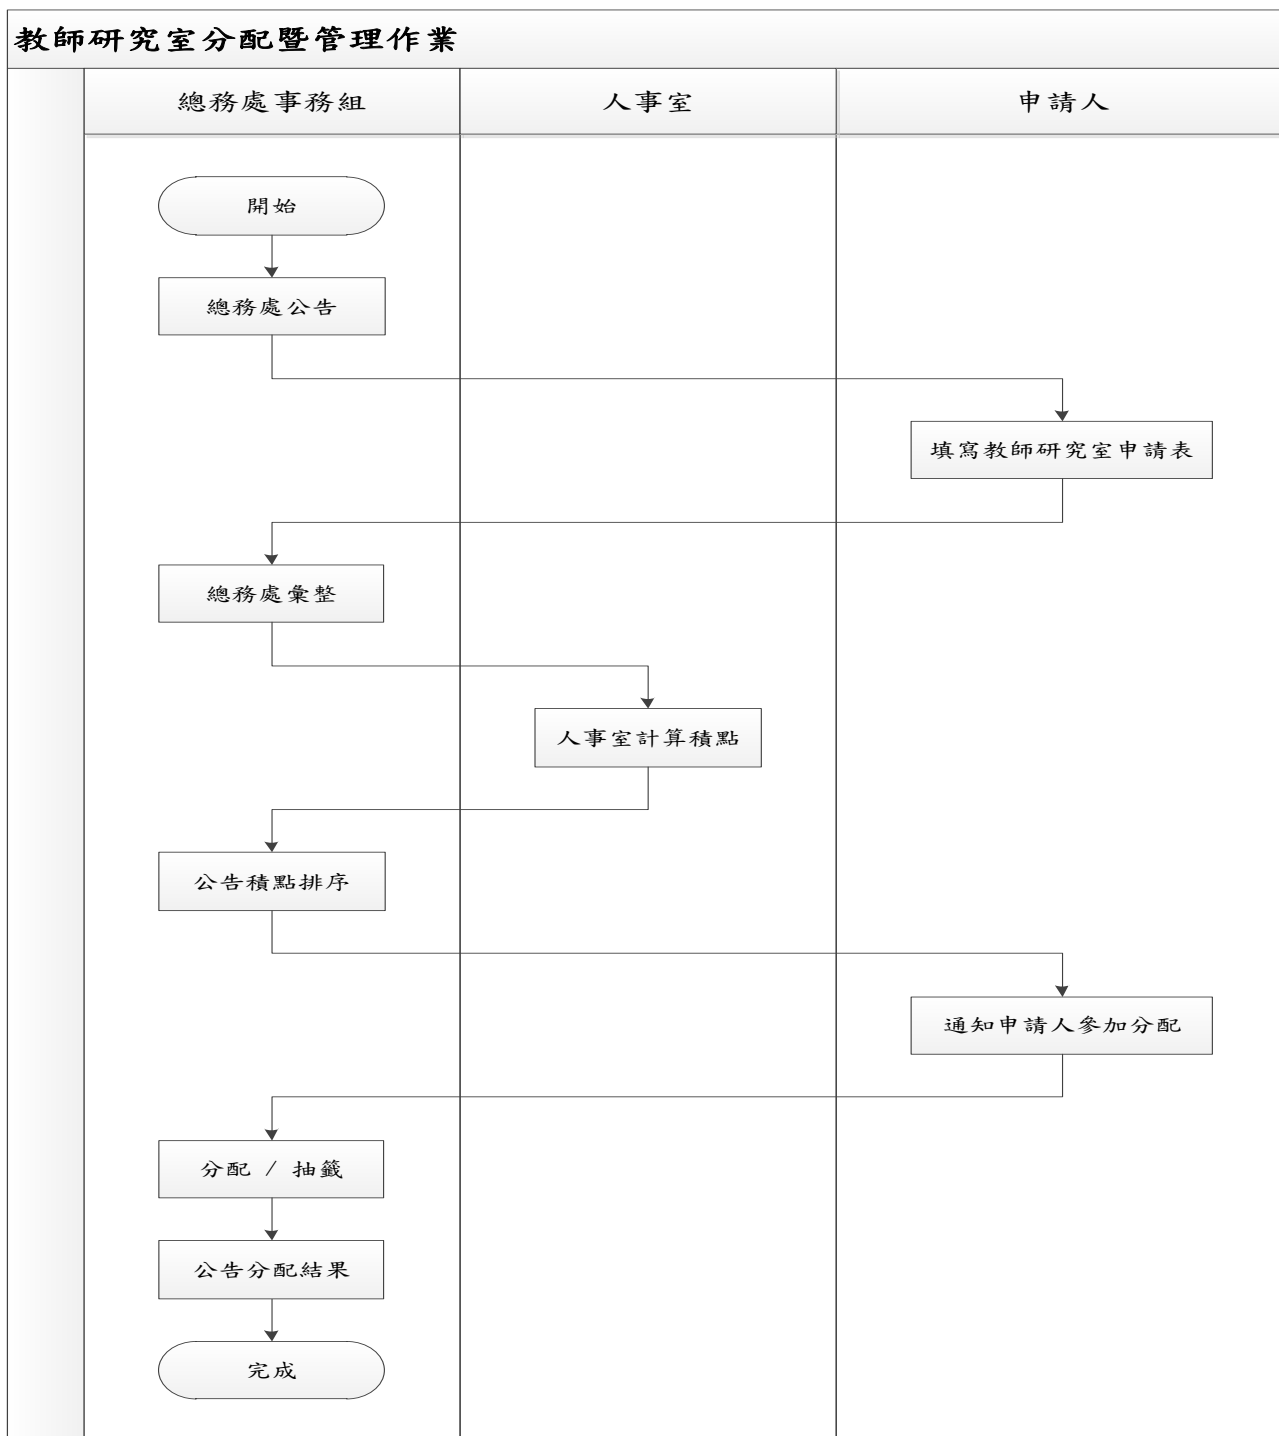 教師研究室分配暨管理作業
總務處事務組
人事室
申請人
開始
總務處公告
填寫教師研究室申請表
總務處彙整
人事室計算積點
公告積點排序
通知申請人參加分配
分配 / 抽籤
公告分配結果
完成